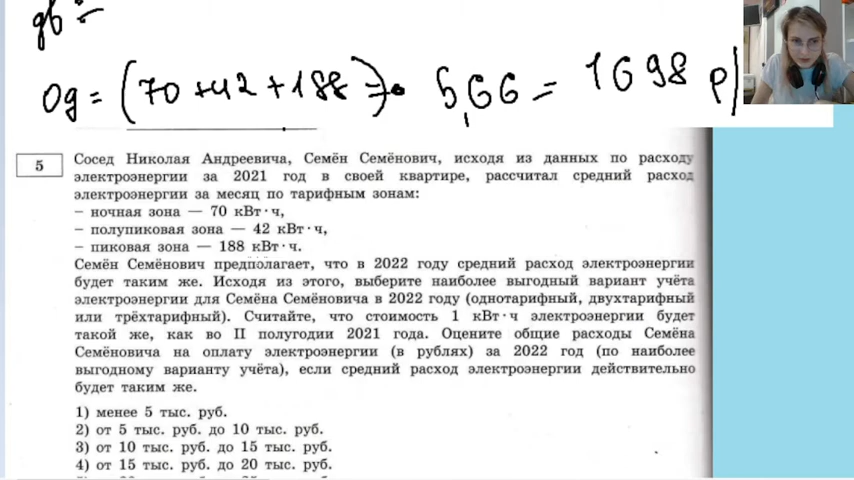 дв =
Од = (70 + 42 + 188) • 5,66 = 1698 р
5
Сосед Николая Андреевича, Семён Семёнович, исходя из данных по расходу
электроэнергии за 2021 год в своей квартире, рассчитал средний расход
электроэнергии за месяц по тарифным зонам:
– ночная зона — 70 кВт·ч,
– полупиковая зона — 42 кВт·ч,
– пиковая зона — 188 кВт·ч.
Семён Семёнович предполагает, что в 2022 году средний расход электроэнергии
будет таким же. Исходя из этого, выберите наиболее выгодный вариант учёта
электроэнергии для Семёна Семёновича в 2022 году (однотарифный, двухтарифный
или трёхтарифный). Считайте, что стоимость 1 кВт·ч электроэнергии будет
такой же, как во II полугодии 2021 года. Оцените общие расходы Семёна
Семёновича на оплату электроэнергии (в рублях) за 2022 год (по наиболее
выгодному варианту учёта), если средний расход электроэнергии действительно
будет таким же.
1) менее 5 тыс. руб.
2) от 5 тыс. руб. до 10 тыс. руб.
3) от 10 тыс. руб. до 15 тыс. руб.
4) от 15 тыс. руб. до 20 тыс. руб.